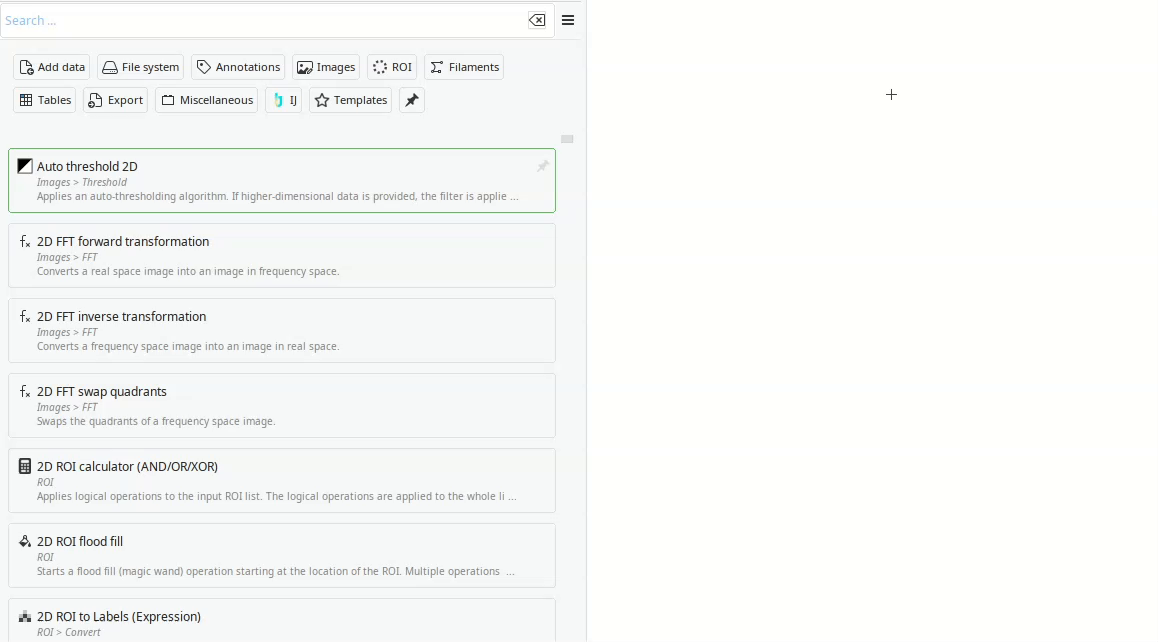 Search ...
Add data File system Annotations Images ROI Filaments
Tables Export Miscellaneous IJ Templates
Auto threshold 2D
Images > Threshold
Applies an auto-thresholding algorithm. If higher-dimensional data is provided, the filter is applie ...
2D FFT forward transformation
Images > FFT
Converts a real space image into an image in frequency space.
2D FFT inverse transformation
Images > FFT
Converts a frequency space image into an image in real space.
2D FFT swap quadrants
Images > FFT
Swaps the quadrants of a frequency space image.
2D ROI calculator (AND/OR/XOR)
ROI
Applies logical operations to the input ROI list. The logical operations are applied to the whole li ...
2D ROI flood fill
ROI
Starts a flood fill (magic wand) operation starting at the location of the ROI. Multiple operations ...
2D ROI to Labels (Expression)
ROI > Convert